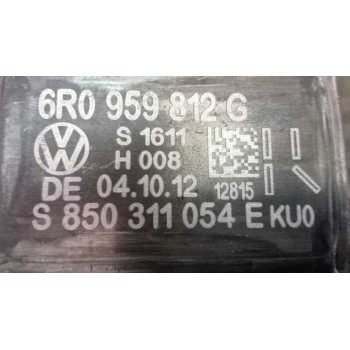 6R0 959 812 G
S 1611
H 008
DE 04.10.12 12815
S 850 311 054 E KU0